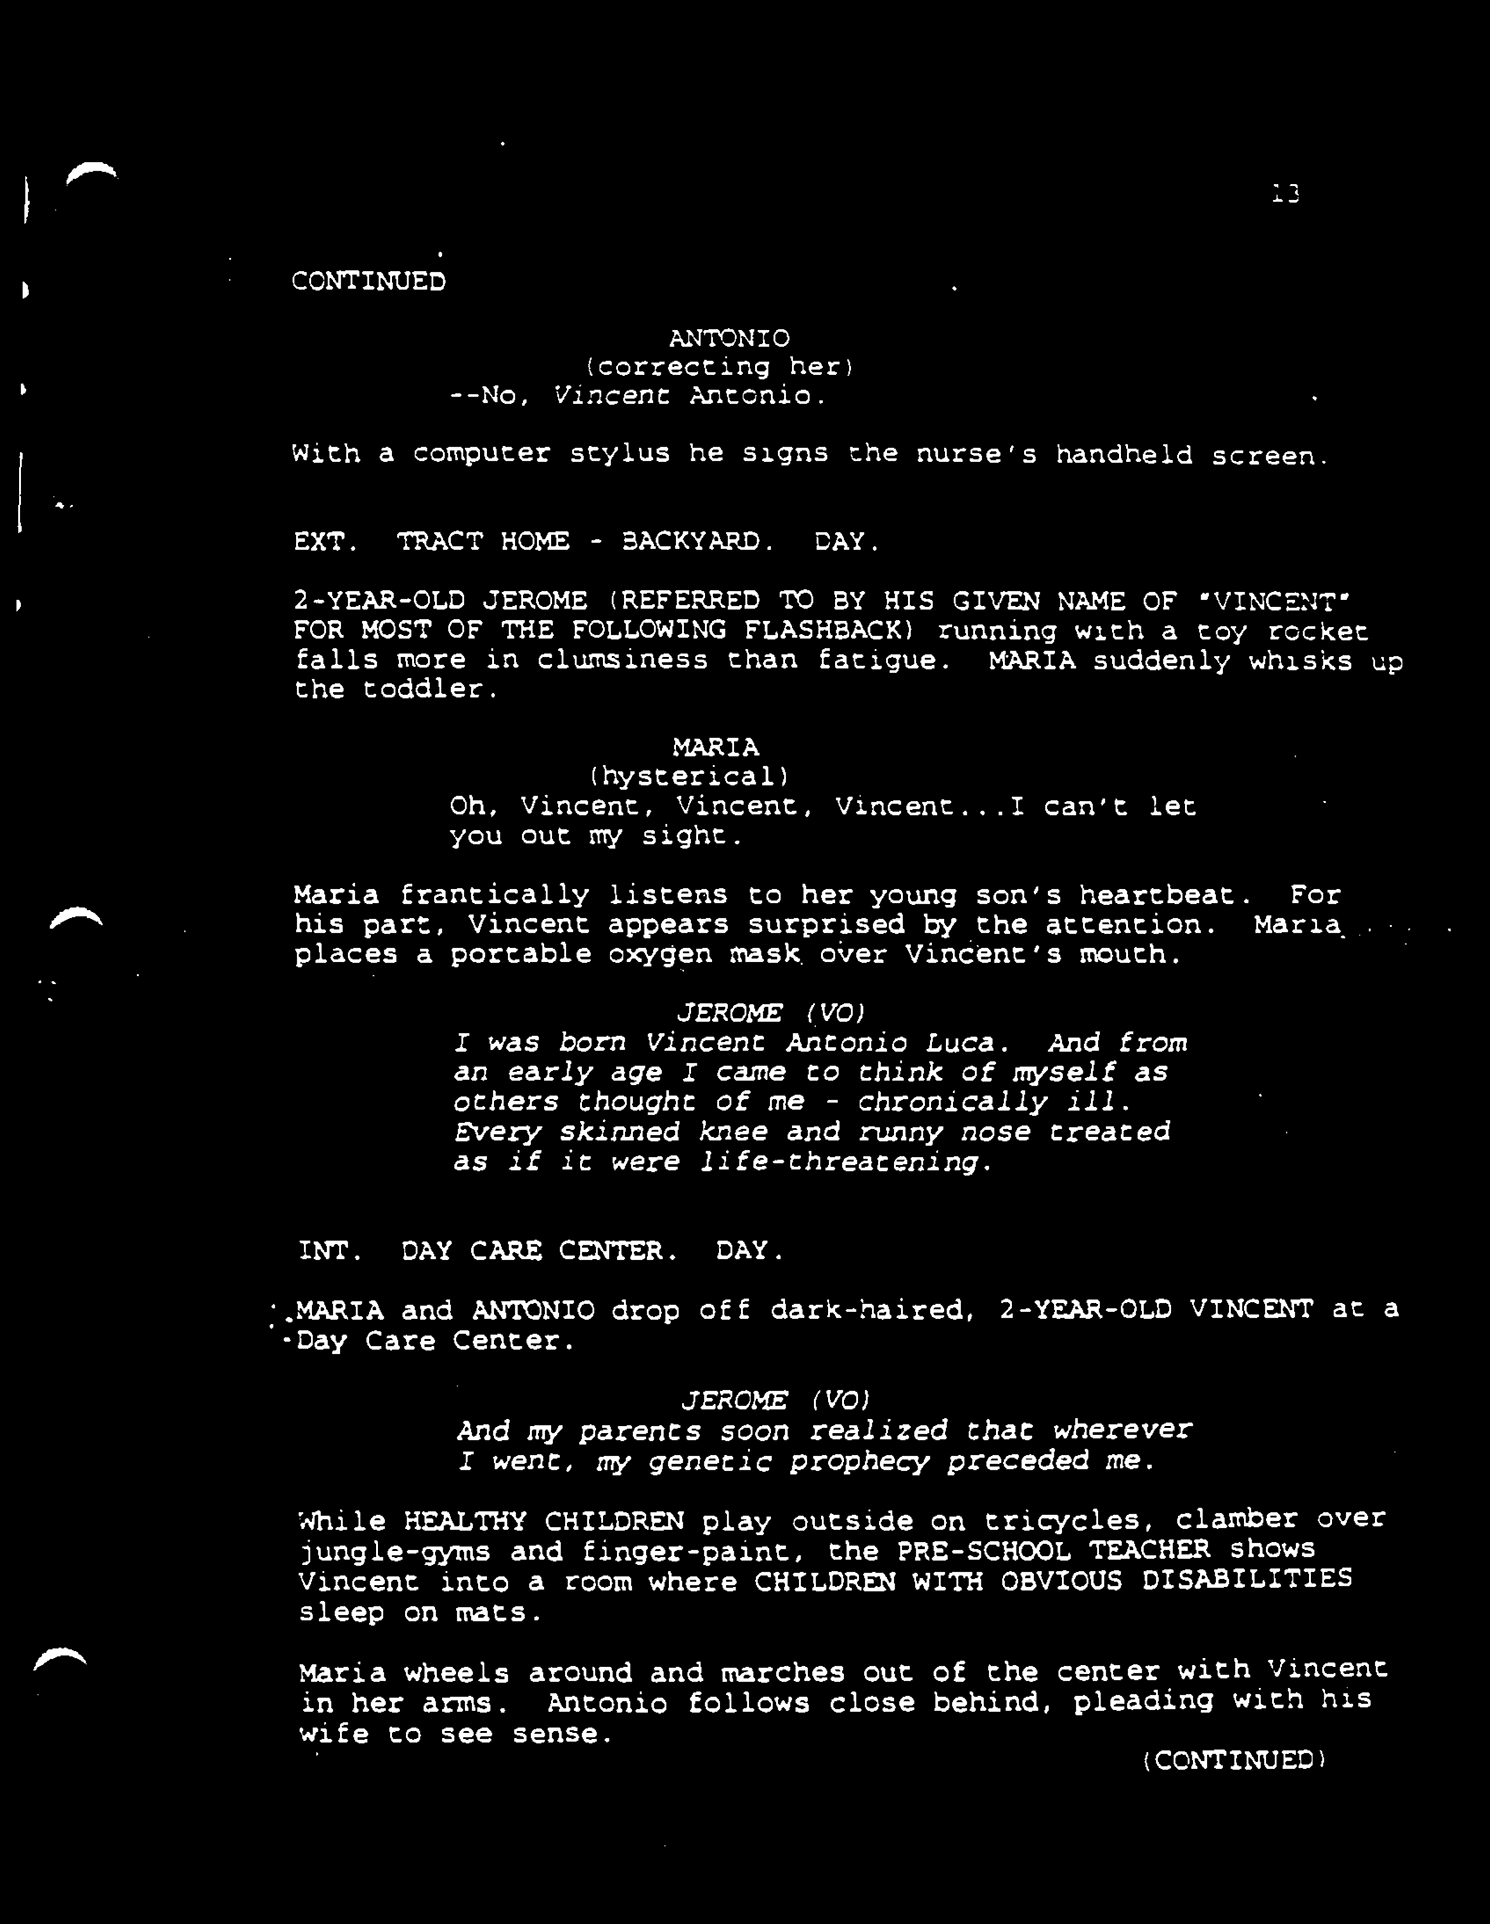 13
CONTINUED
ANTONIO
(correcting her)
--No, Vincent Antonio.
With a computer stylus he signs the nurse's handheld screen.
EXT. TRACT HOME - BACKYARD. DAY.
2-YEAR-OLD JEROME (REFERRED TO BY HIS GIVEN NAME OF "VINCENT"
FOR MOST OF THE FOLLOWING FLASHBACK) running with a toy rocket
falls more in clumsiness than fatigue. MARIA suddenly whisks up
the toddler.
MARIA
(hysterical)
Oh, Vincent, Vincent, Vincent...I can't let
you out my sight.
Maria frantically listens to her young son's heartbeat. For
his part, Vincent appears surprised by the attention. Maria
places a portable oxygen mask over Vincent's mouth.
JEROME (VO)
I was born Vincent Antonio Luca. And from
an early age I came to think of myself as
others thought of me - chronically ill.
Every skinned knee and runny nose treated
as if it were life-threatening.
INT. DAY CARE CENTER. DAY.
MARIA and ANTONIO drop off dark-haired, 2-YEAR-OLD VINCENT at a
Day Care Center.
JEROME (VO)
And my parents soon realized that wherever
I went, my genetic prophecy preceded me.
While HEALTHY CHILDREN play outside on tricycles, clamber over
jungle-gyms and finger-paint, the PRE-SCHOOL TEACHER shows
Vincent into a room where CHILDREN WITH OBVIOUS DISABILITIES
sleep on mats.
Maria wheels around and marches out of the center with Vincent
in her arms. Antonio follows close behind, pleading with his
wife to see sense.
(CONTINUED)